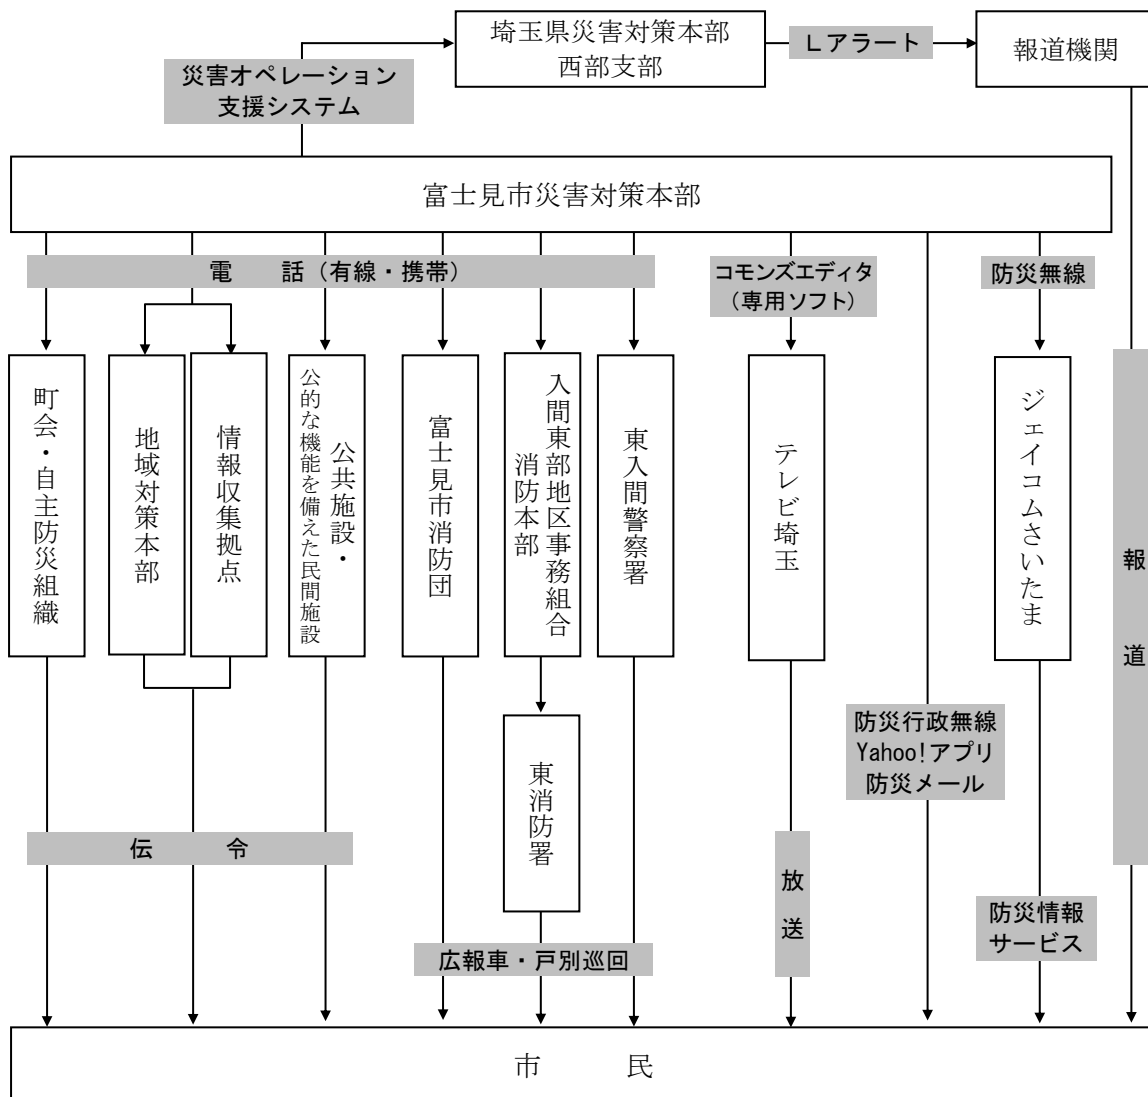 埼玉県災害対策本部
西部支部
Ｌアラート
報道機関
災害オペレーション
支援システム
富士見市災害対策本部
電　　話（有線・携帯）
コモンズエディタ
（専用ソフト）
防災無線
町会・自主防災組織
地域対策本部
情報収集拠点
公共施設・
公的な機能を備えた民間施設
富士見市消防団
入間東部地区事務組合
消防本部
東入間警察署
テレビ埼玉
ジェイコムさいたま
報　　道
防災行政無線
Yahoo!アプリ
防災メール
東消防署
伝　　　令
放　送
防災情報
サービス
広報車・戸別巡回
市　　　民